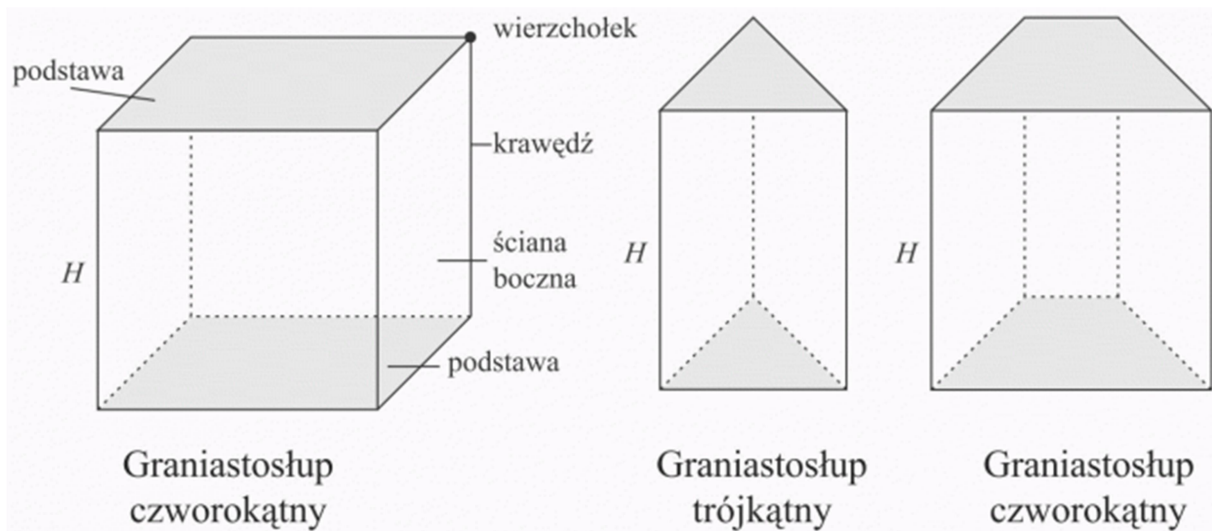 wierzchołek
podstawa
krawędź
H
ściana
boczna
podstawa
Graniastosłup
czworokątny
H
Graniastosłup
trójkątny
H
Graniastosłup
czworokątny